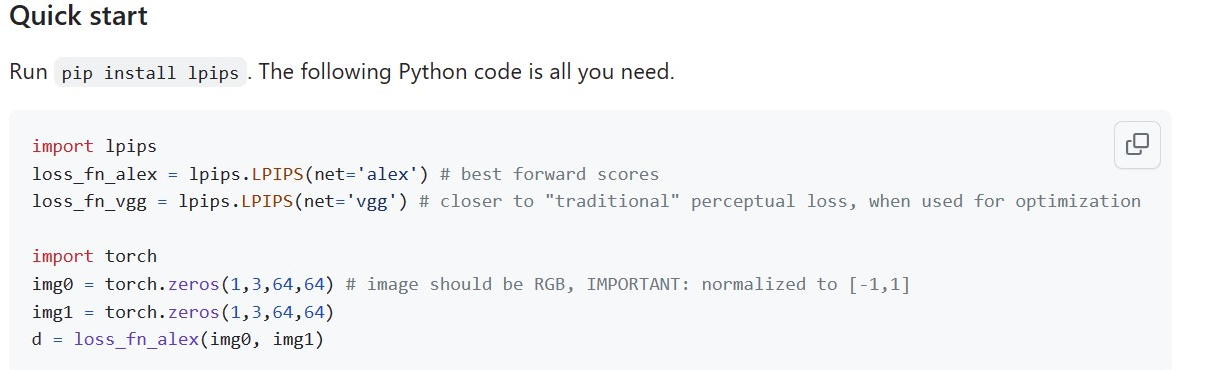 Quick start
Run pip install lpips. The following Python code is all you need.
import lpips
loss_fn_alex = lpips.LPIPS(net='alex') # best forward scores
loss_fn_vgg = lpips.LPIPS(net='vgg') # closer to "traditional" perceptual loss, when used for optimization
import torch
img0 = torch.zeros(1,3,64,64) # image should be RGB, IMPORTANT: normalized to [-1,1]
img1 = torch.zeros(1,3,64,64)
d = loss_fn_alex(img0, img1)